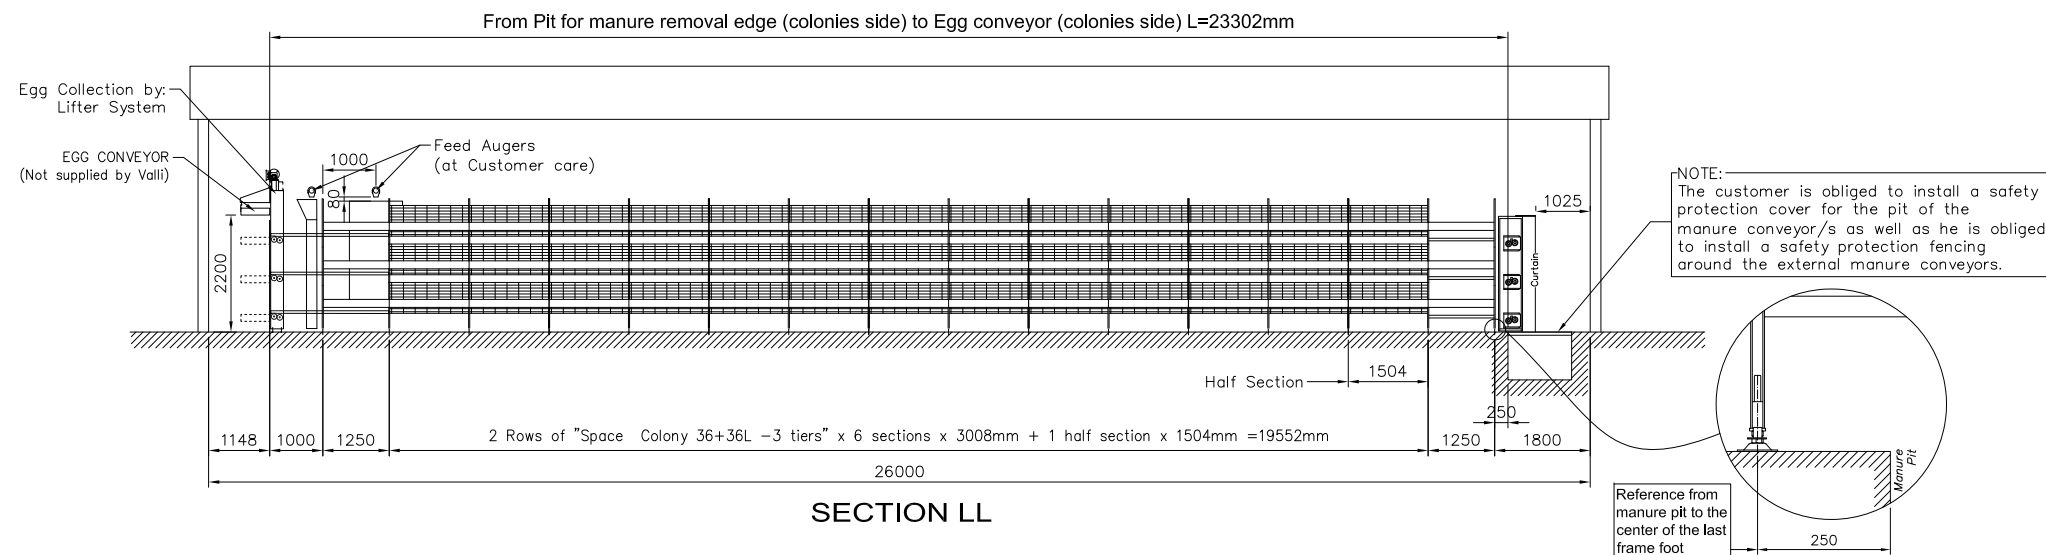 From Pit for manure removal edge (colonies side) to Egg conveyor (colonies side) L=23302mm
Egg Collection by:
Lifter System
EGG CONVEYOR
(Not supplied by Valli)
1000
80
Feed Augers
(at Customer care)
2200
Curtain
1025
NOTE:
The customer is obliged to install a safety
protection cover for the pit of the
manure conveyor/s as well as he is obliged
to install a safety protection fencing
around the external manure conveyors.
Half Section
1504
250
1148
1000
1250
2 Rows of "Space Colony 36+36L -3 tiers" x 6 sections x 3008mm + 1 half section x 1504mm =19552mm
1250
1800
26000
SECTION LL
Manure
Pit
Reference from
manure pit to the
center of the last
frame foot
250